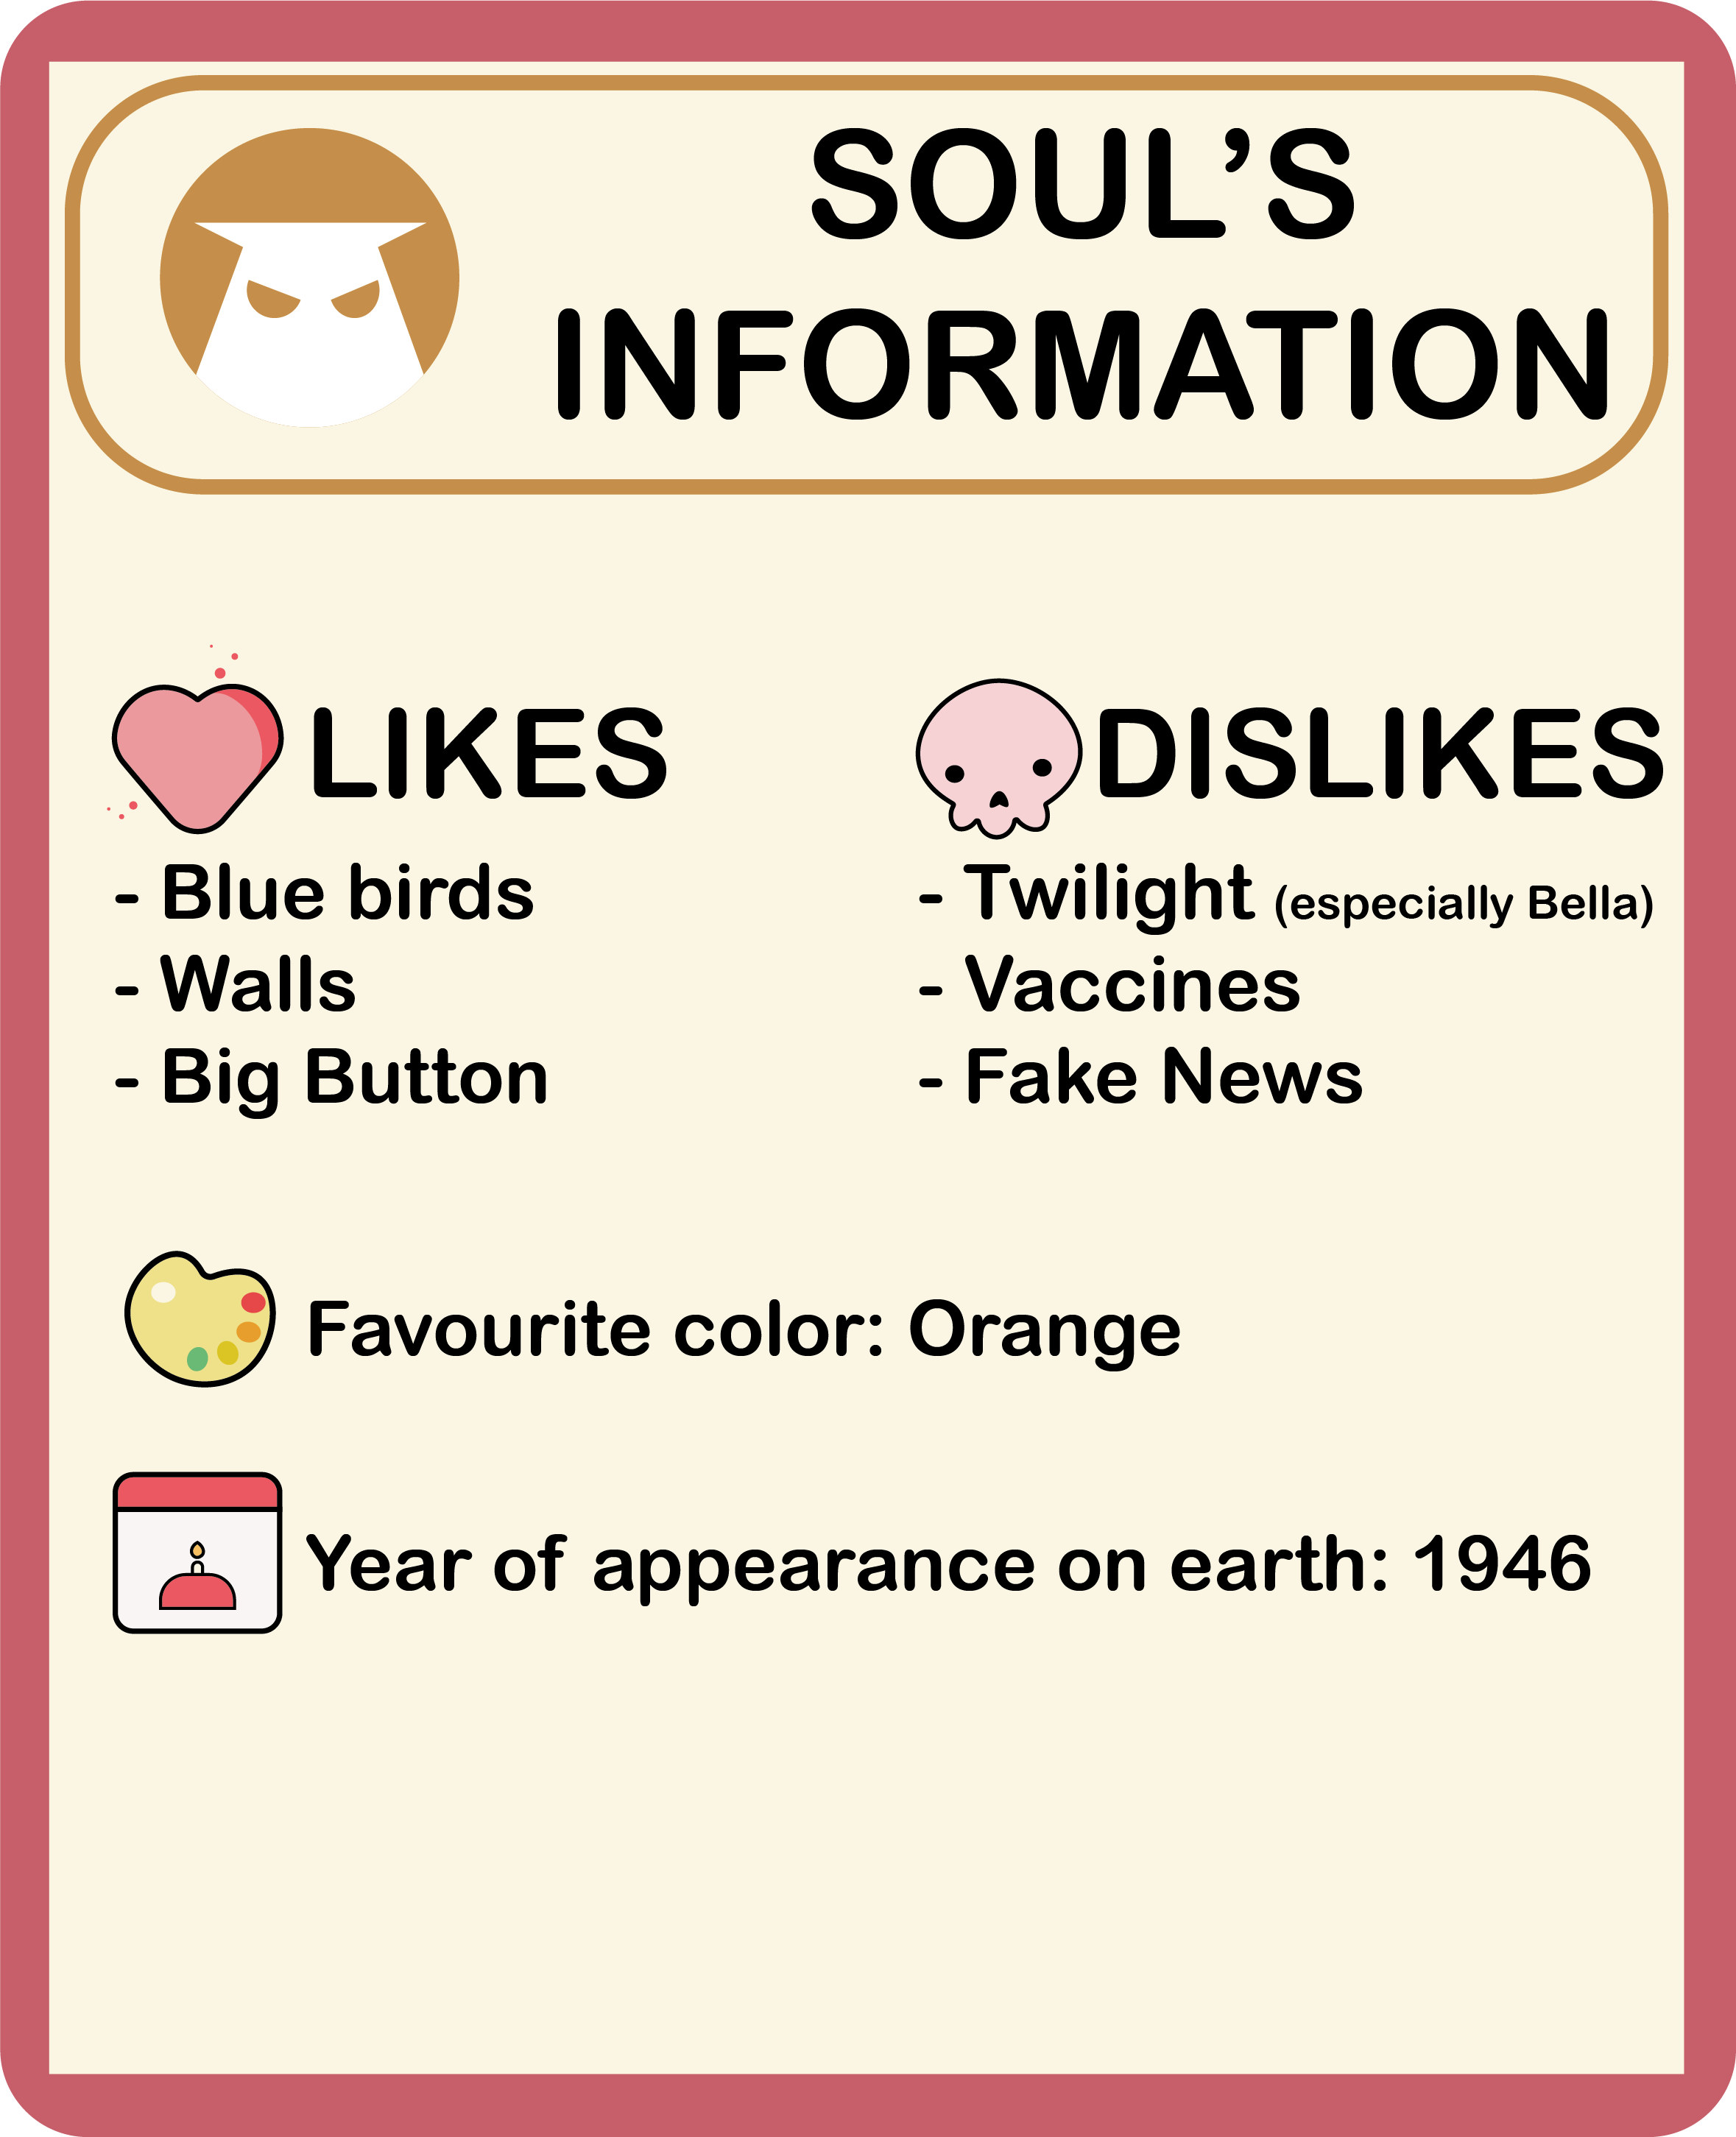 SOUL’S
INFORMATION
LIKES
- Blue birds
- Walls
- Big Button
DISLIKES
- Twilight (especially Bella)
- Vaccines
- Fake News
Favourite color: Orange
Year of appearance on earth: 1946